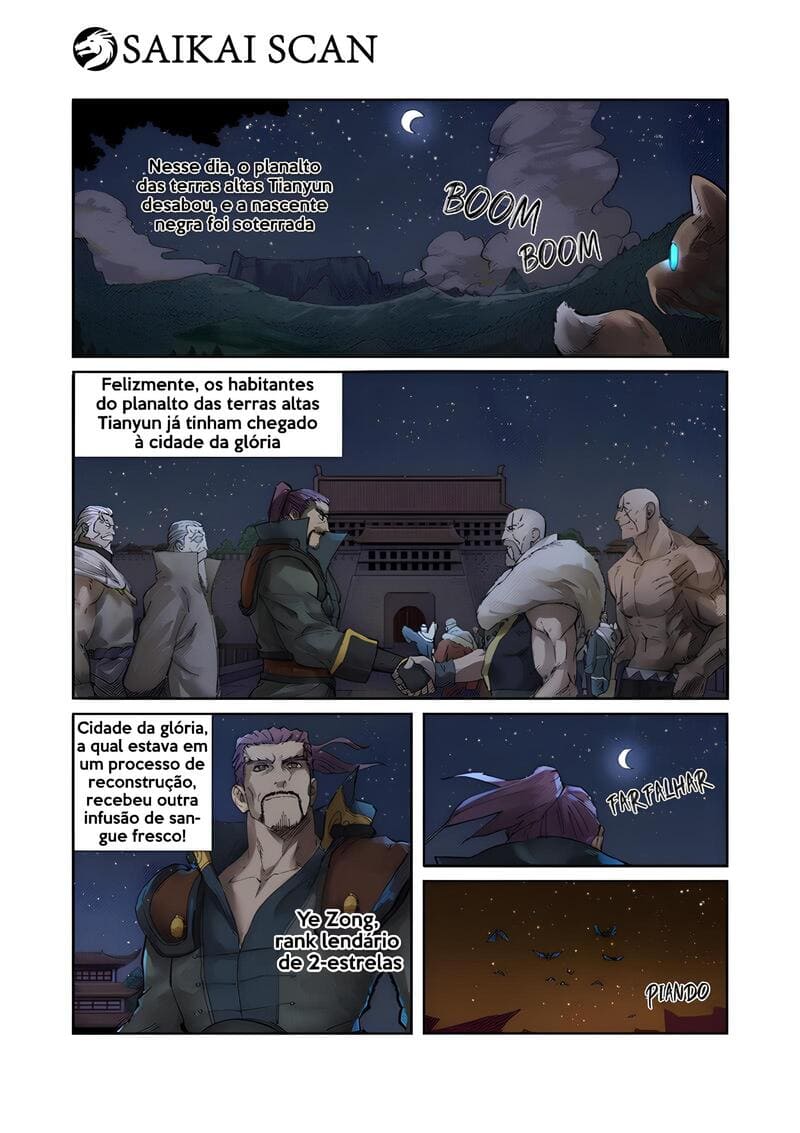 SAIKAI SCAN
Nesse dia, o planalto
das terras altas Tianyun
desabou, e a nascente
negra foi soterrada
BOOM
BOOM
Felizmente, os habitantes
do planalto das terras altas
Tianyun já tinham chegado
à cidade da glória
Cidade da glória,
a qual estava em
um processo de
reconstrução,
recebeu outra
infusão de san-
gue fresco!
Ye Zong,
rank lendário
de 2-estrelas
FARFALHAR
PIANDO